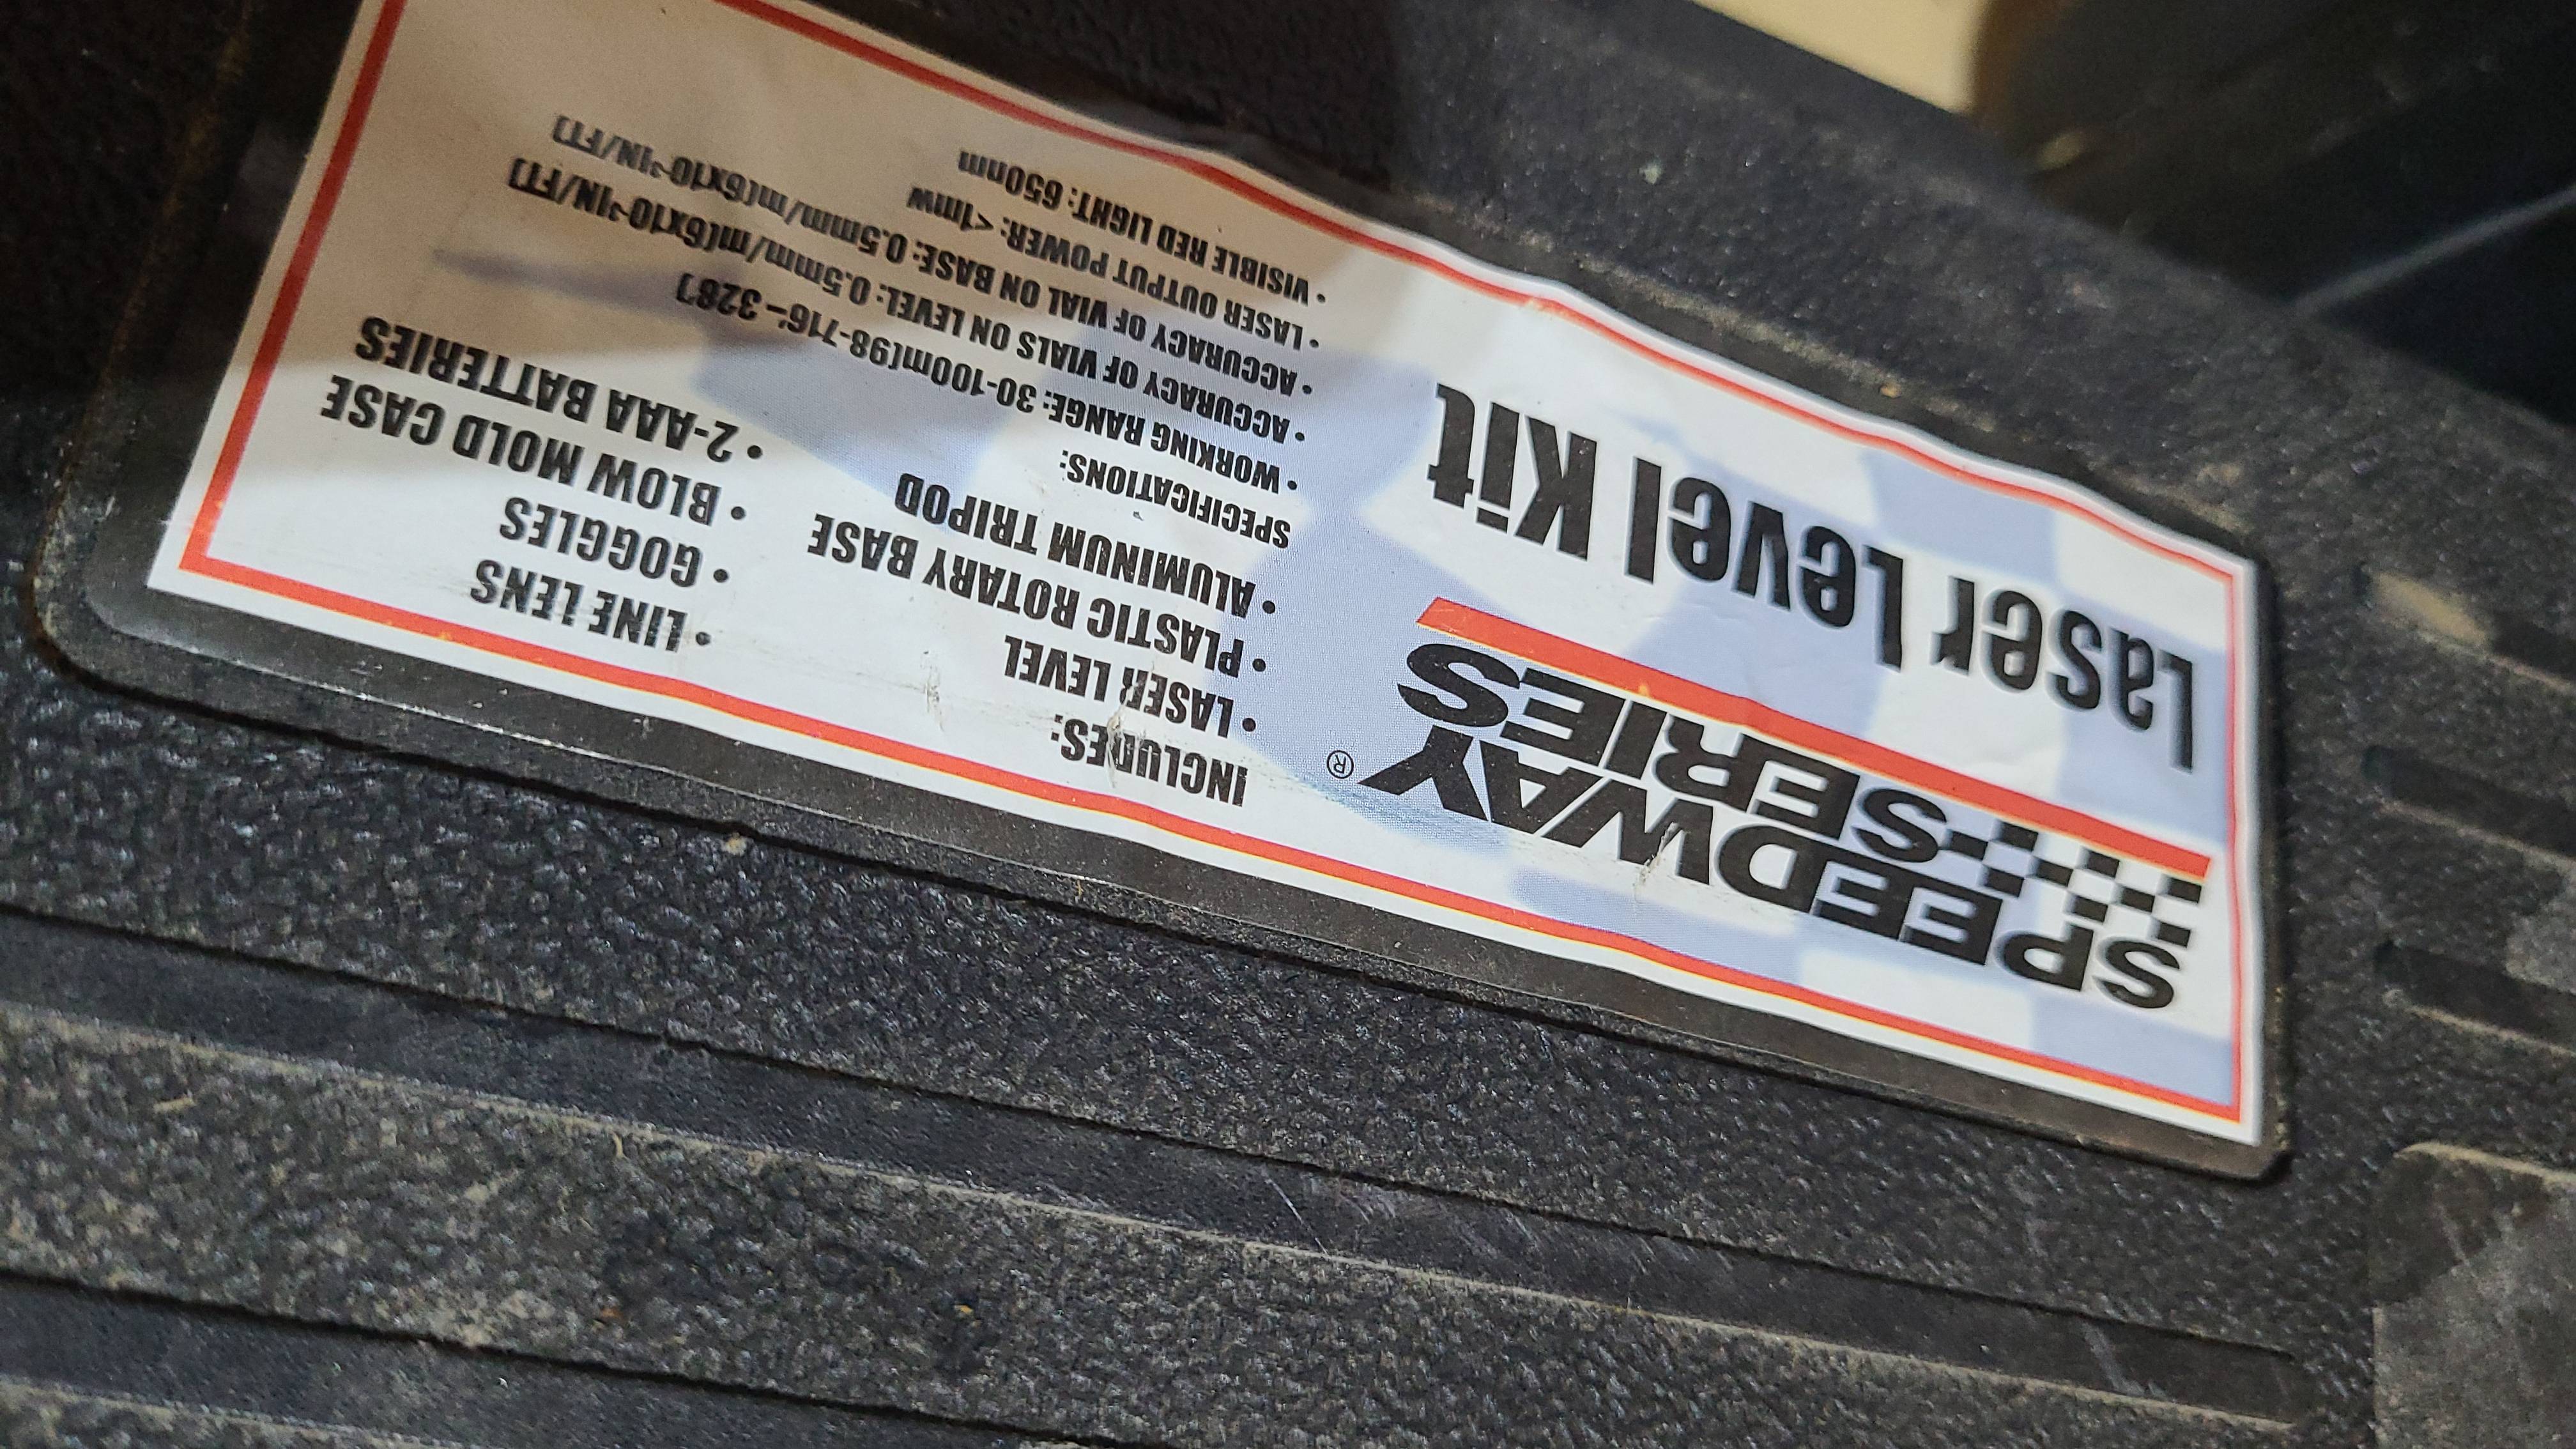 SPEEDWAY®
SERIES
Laser Level Kit
INCLUDES:
• LASER LEVEL
• PLASTIC ROTARY BASE
• ALUMINUM TRIPOD
• LINE LENS
• GOGGLES
• BLOW MOLD CASE
• 2-AAA BATTERIES
SPECIFICATIONS:
• WORKING RANGE: 30-100m(98-716'-328')
• ACCURACY OF VIALS ON LEVEL: 0.5mm/m(6x10-³IN/FT)
• ACCURACY OF VIAL ON BASE: 0.5mm/m(6x10-³IN/FT)
• LASER OUTPUT POWER: <1mw
• VISIBLE RED LIGHT: 650nm